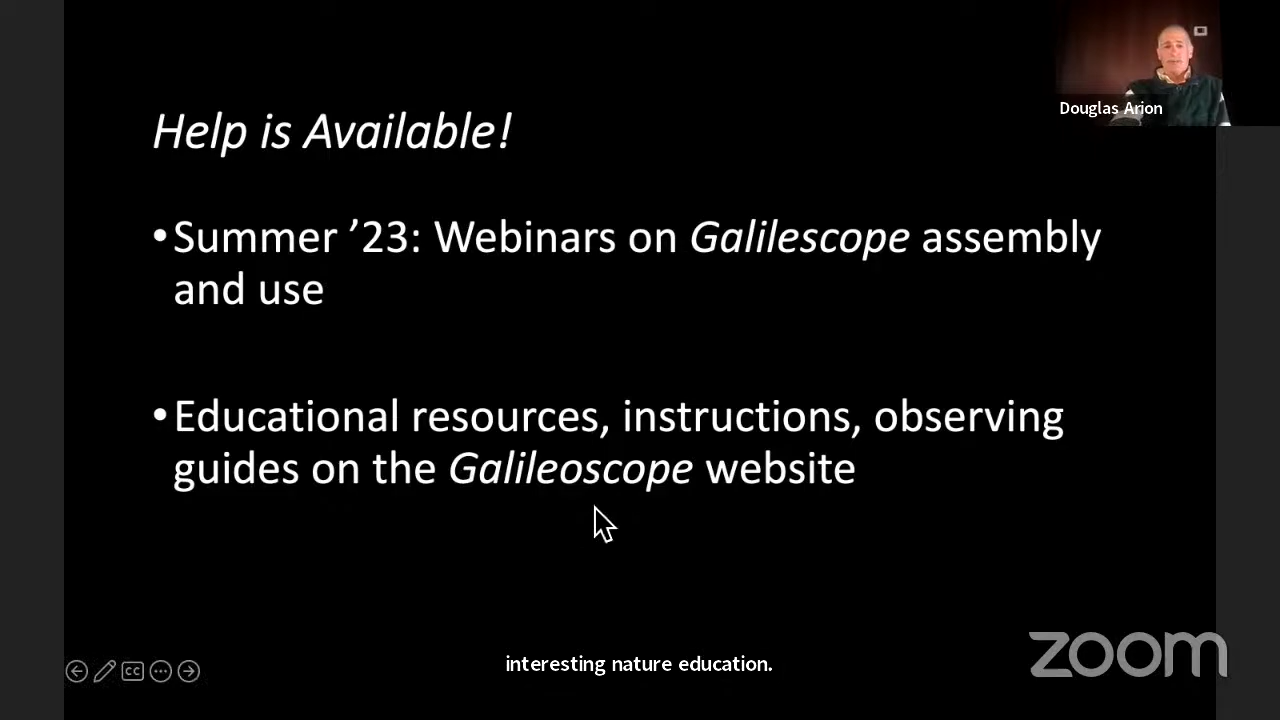 Douglas Arion
Help is Available!
•Summer ’23: Webinars on Galilescope assembly
and use
•Educational resources, instructions, observing
guides on the Galileoscope website
interesting nature education.
CC
zoom